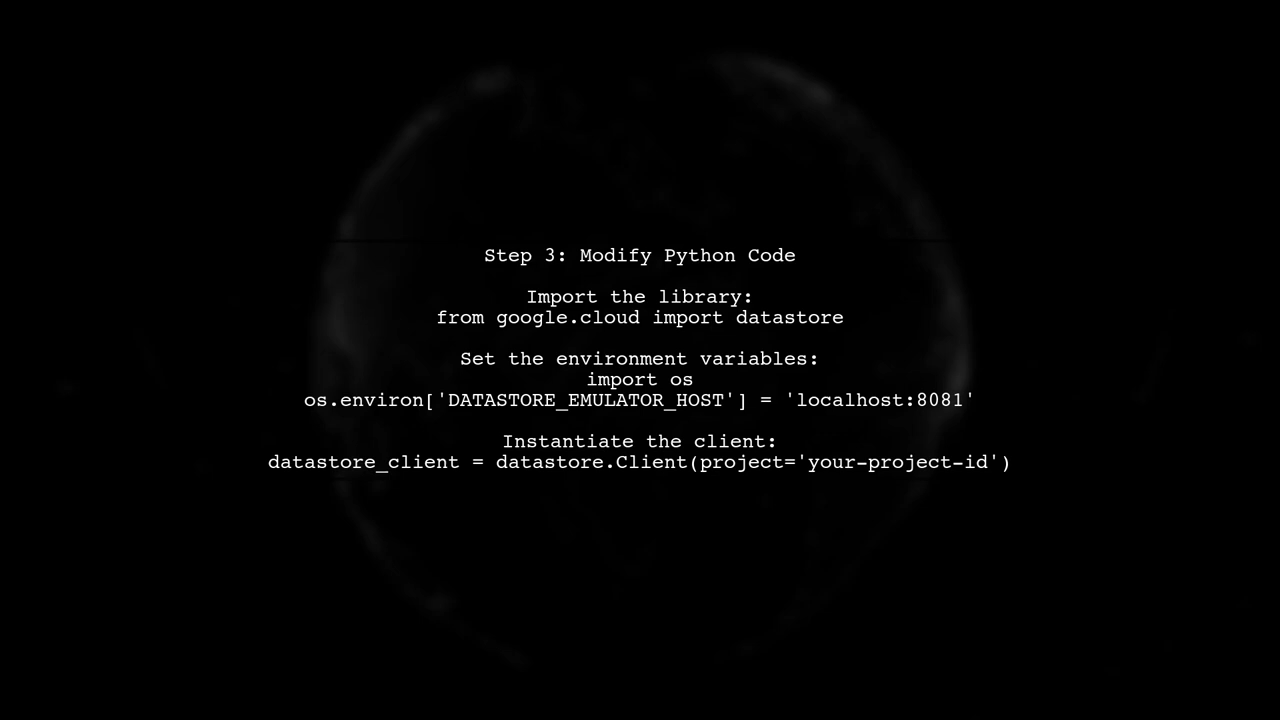 Step 3: Modify Python Code
Import the library:
from google.cloud import datastore
Set the environment variables:
import os
os.environ['DATASTORE_EMULATOR_HOST'] = 'localhost:8081'
Instantiate the client:
datastore_client = datastore.Client(project='your-project-id')